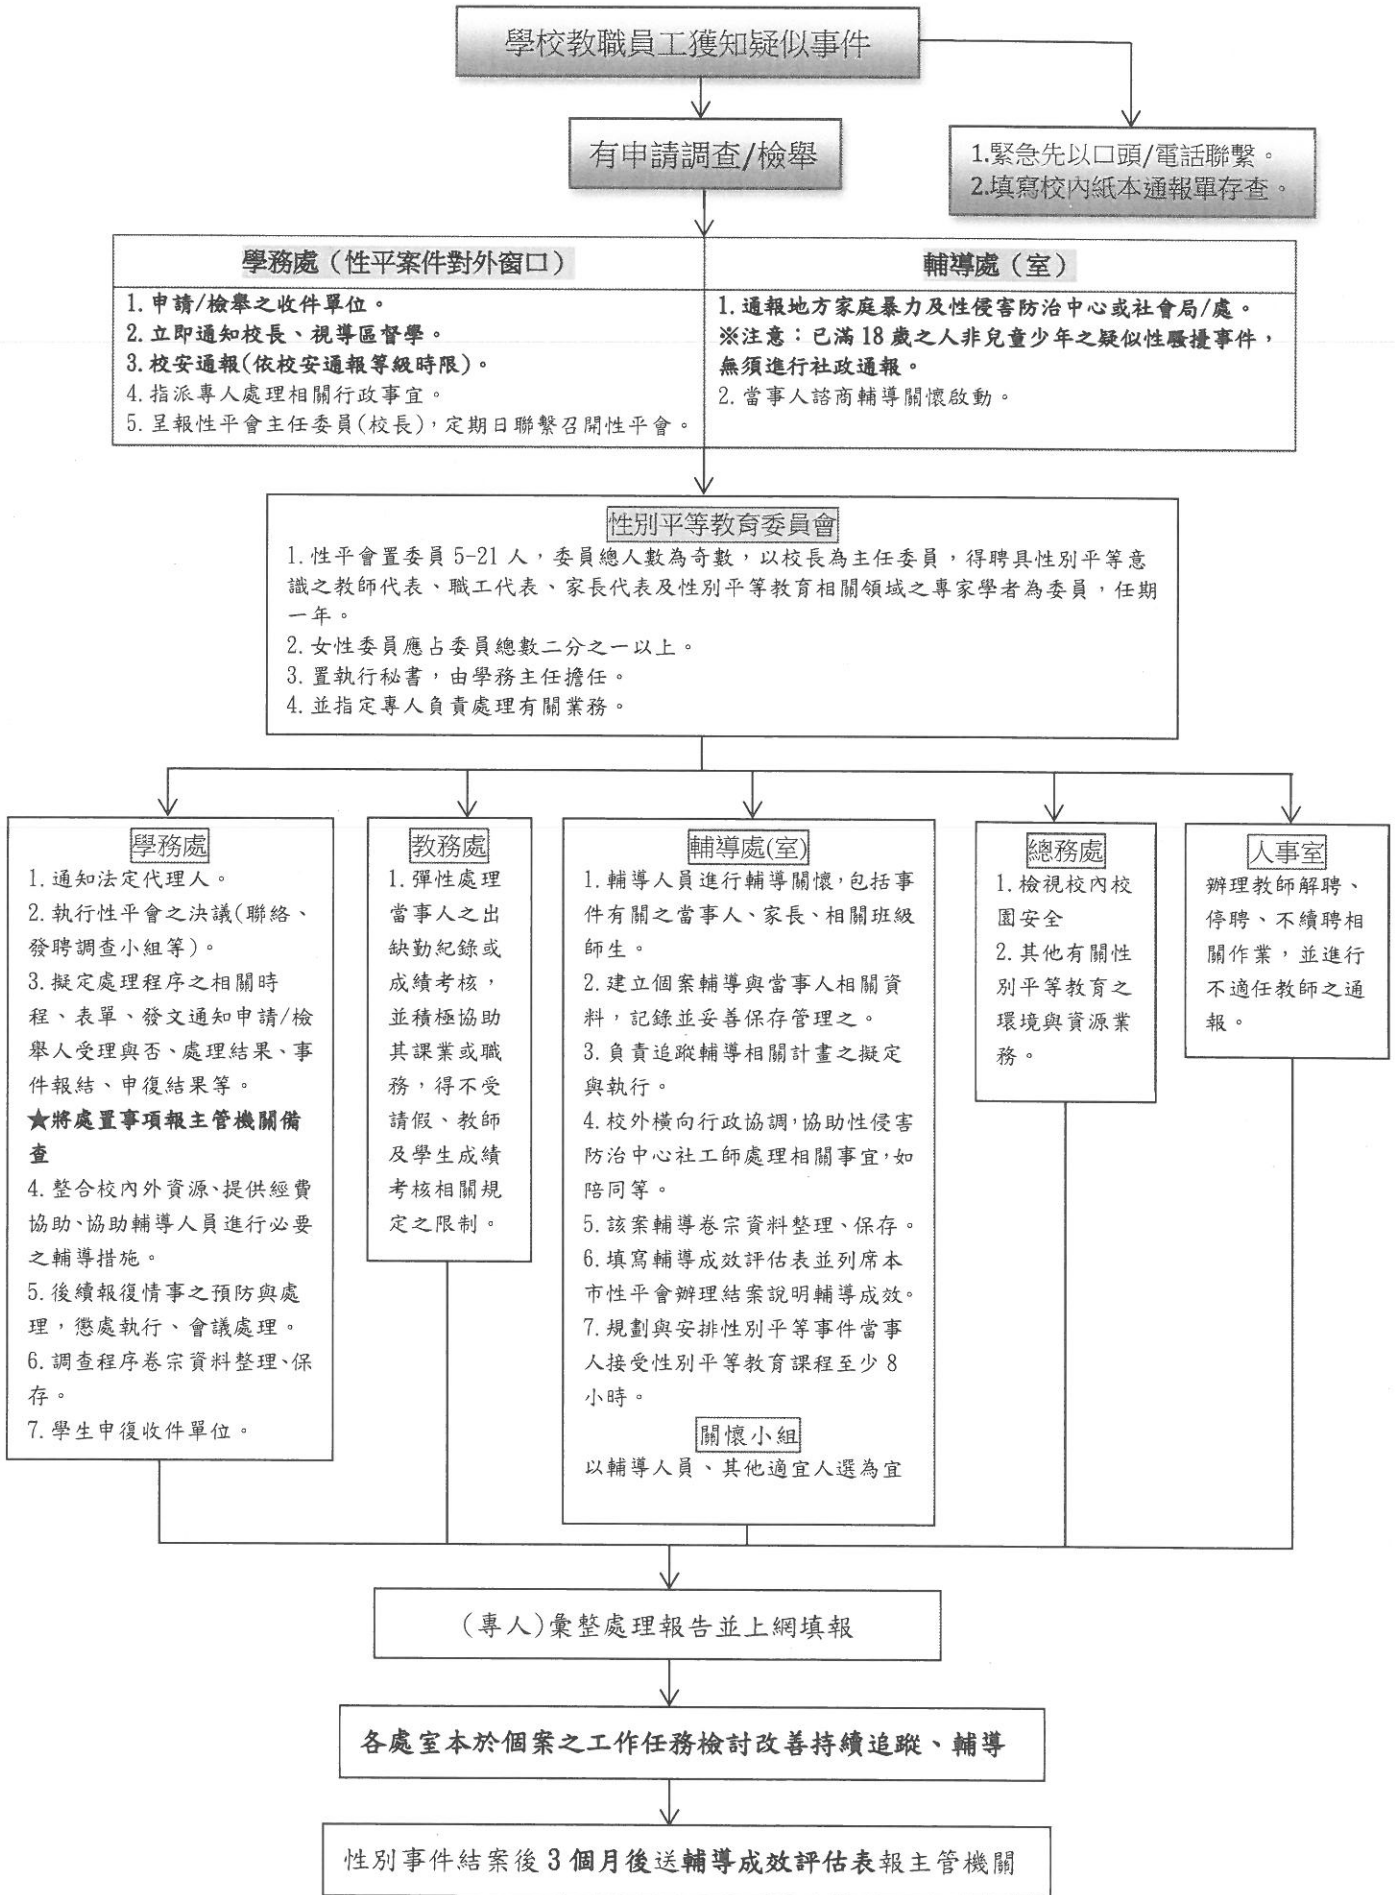 學校教職員工獲知疑似事件
有申請調查/檢舉
1.緊急先以口頭/電話聯繫。
2.填寫校內紙本通報單存查。
學務處（性平案件對外窗口）
1.申請/檢舉之收件單位。
2.立即通知校長、視導區督學。
3.校安通報(依校安通報等級時限)。
4.指派專人處理相關行政事宜。
5.呈報性平會主任委員(校長)，定期日聯繫召開性平會。
輔導處（室）
1.通報地方家庭暴力及性侵害防治中心或社會局/處。
※注意：已滿18歲之人非兒童少年之疑似性騷擾事件，
無須進行社政通報。
2.當事人諮商輔導關懷啟動。
性別平等教育委員會
1.性平會置委員5-21人，委員總人數為奇數，以校長為主任委員，得聘具性別平等意
識之教師代表、職工代表、家長代表及性別平等教育相關領域之專家學者為委員，任期
一年。
2.女性委員應占委員總數二分之一以上。
3.置執行秘書，由學務主任擔任。
4.並指定專人負責處理有關業務。
學務處
1.通知法定代理人。
2.執行性平會之決議(聯絡、
發聘調查小組等)。
3.擬定處理程序之相關時
程、表單、發文通知申請/檢
舉人受理與否、處理結果、事
件報結、申復結果等。
★將處置事項報主管機關備
查
4.整合校內外資源、提供經費
協助、協助輔導人員進行必要
之輔導措施。
5.後續報復情事之預防與處
理，懲處執行、會議處理。
6.調查程序卷宗資料整理、保
存。
7.學生申復收件單位。
教務處
1.彈性處理
當事人之出
缺勤紀錄或
成績考核，
並積極協助
其課業或職
務，得不受
請假、教師
及學生成績
考核相關規
定之限制。
輔導處(室)
1.輔導人員進行輔導關懷，包括事
件有關之當事人、家長、相關班級
師生。
2.建立個案輔導與當事人相關資
料，記錄並妥善保存管理之。
3.負責追蹤輔導相關計畫之擬定
與執行。
4.校外橫向行政協調，協助性侵害
防治中心社工師處理相關事宜，如
陪同等。
5.該案輔導卷宗資料整理、保存。
6.填寫輔導成效評估表並列席本
市性平會辦理結案說明輔導成效。
7.規劃與安排性別平等事件當事
人接受性別平等教育課程至少8
小時。
關懷小組
以輔導人員、其他適宜人選為宜
總務處
1.檢視校內校
園安全
2.其他有關性
別平等教育之
環境與資源業
務。
人事室
辦理教師解聘、
停聘、不續聘相
關作業，並進行
不適任教師之通
報。
(專人)彙整處理報告並上網填報
各處室本於個案之工作任務檢討改善持續追蹤、輔導
性別事件結案後3個月後送輔導成效評估表報主管機關